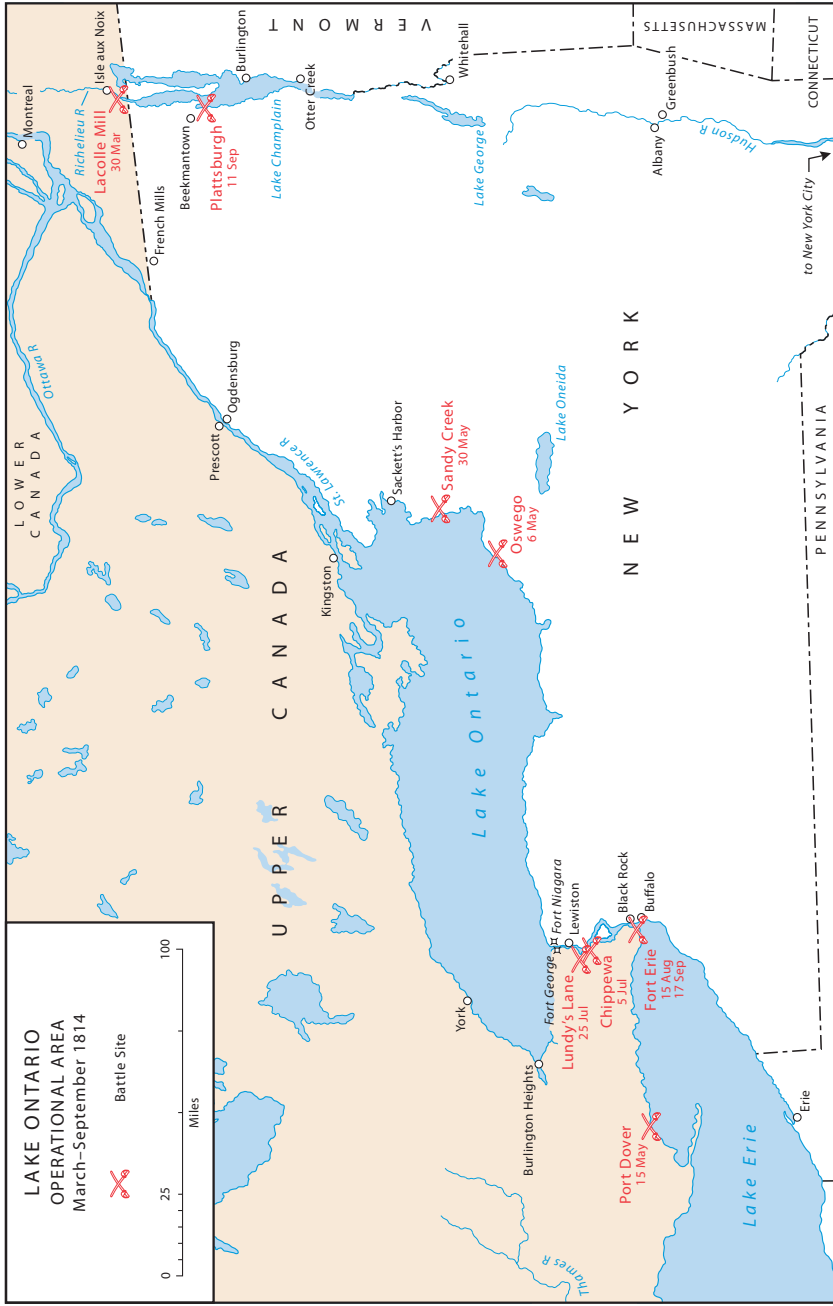 LAKE ONTARIO
OPERATIONAL AREA
March–September 1814
Battle Site
0
25
100
Miles
LOWER
CANADA
Ottawa R
Montreal
Richelieu R
Isle aux Noix
Lacolle Mill
30 Mar
French Mills
Beekmantown
Plattsburgh
11 Sep
Burlington
Lake Champlain
Otter Creek
VERMONT
Whitehall
Lake George
MASSACHUSETTS
CONNECTICUT
Greenbush
Albany
Hudson R
to New York City
Prescott
Ogdensburg
St. Lawrence R
Kingston
Sackett's Harbor
Sandy Creek
30 May
Oswego
6 May
Lake Oneida
UPPER CANADA
Lake Ontario
NEW YORK
PENNSYLVANIA
York
Burlington Heights
Fort George
Fort Niagara
Lewiston
Lundy's Lane
25 Jul
Chippewa
5 Jul
Black Rock
Buffalo
Fort Erie
15 Aug
17 Sep
Port Dover
15 May
Thames R
Lake Erie
Erie